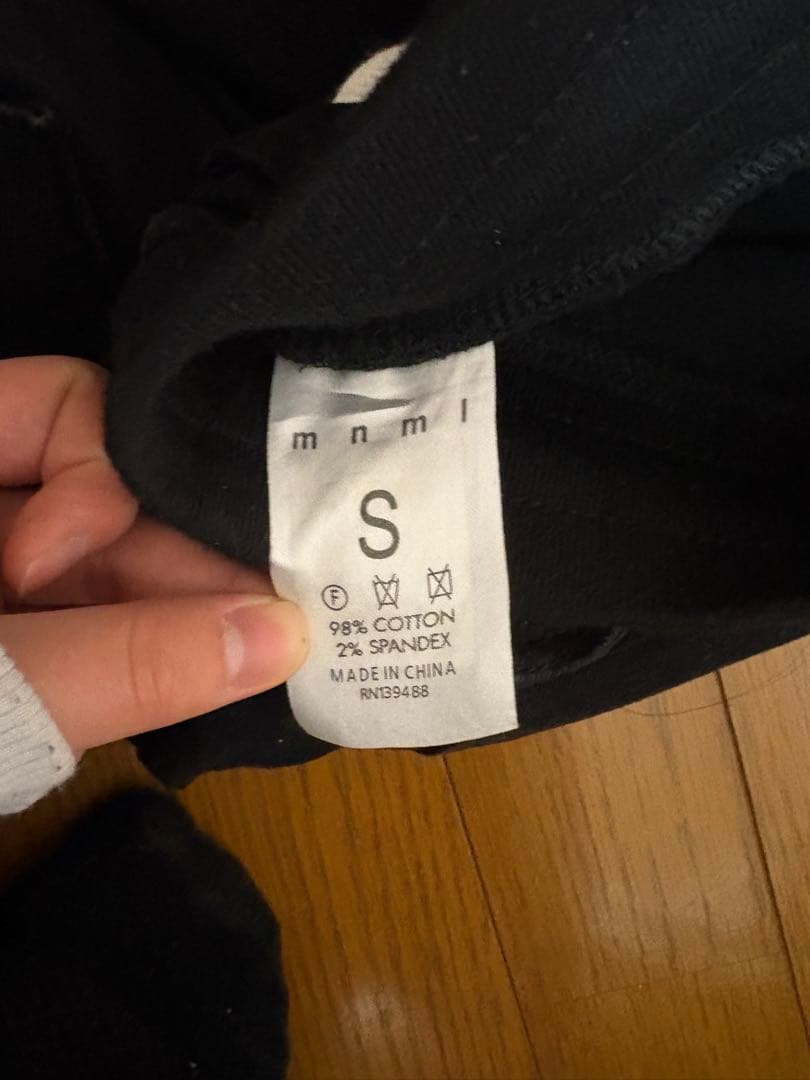 m n m l
S
F
98% COTTON
2% SPANDEX
MADE IN CHINA
RN139488